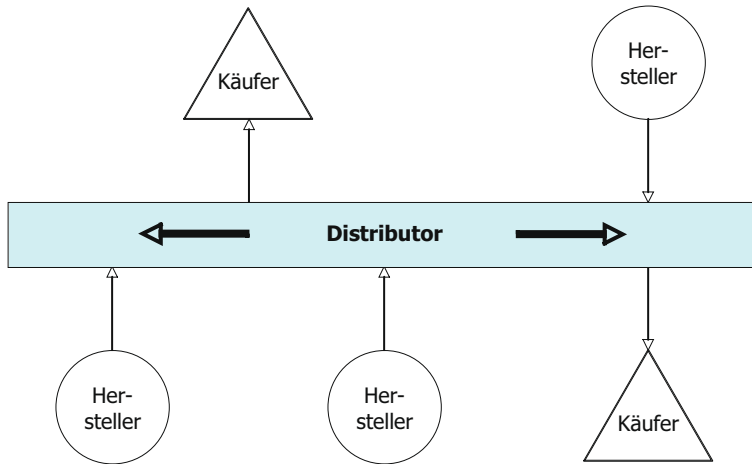 Käufer
Her-
steller
Distributor
Her-
steller
Her-
steller
Käufer